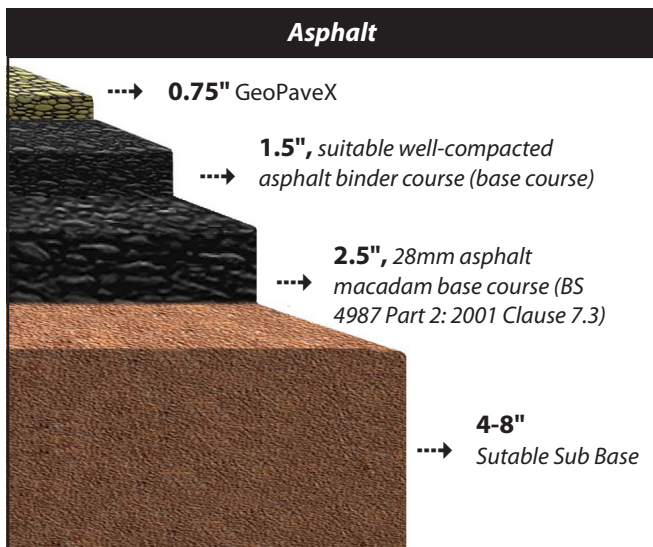 Asphalt
0.75" GeoPaveX
1.5", suitable well-compacted
asphalt binder course (base course)
2.5", 28mm asphalt
macadam base course (BS
4987 Part 2: 2001 Clause 7.3)
4-8"
Sutable Sub Base